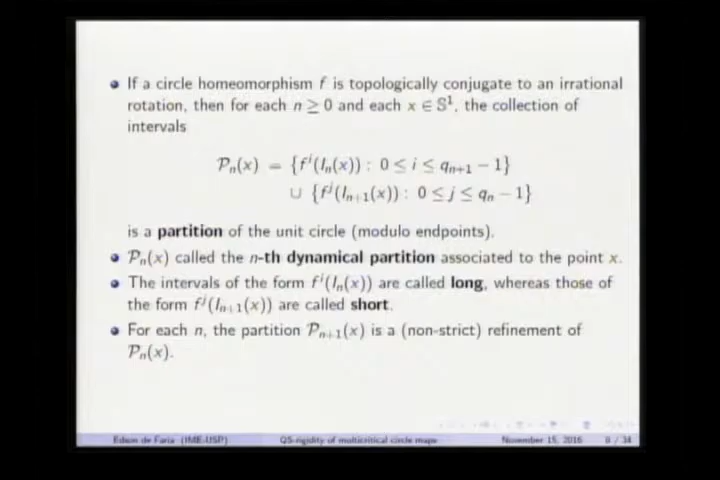 If a circle homeomorphism f is topologically conjugate to an irrational
rotation, then for each n ≥ 0 and each x ∈ S¹, the collection of
intervals
Pₙ(x) = {fⁱ(Iₙ(x)) : 0 ≤ i ≤ qₙ₊₁ − 1}
∪ {fʲ(Iₙ₊₁(x)) : 0 ≤ j ≤ qₙ − 1}
is a partition of the unit circle (modulo endpoints).
Pₙ(x) called the n-th dynamical partition associated to the point x.
The intervals of the form fⁱ(Iₙ(x)) are called long, whereas those of
the form fʲ(Iₙ₊₁(x)) are called short.
For each n, the partition Pₙ₊₁(x) is a (non-strict) refinement of
Pₙ(x).
Edson de Faria (IME-USP) QS-rigidity of multicritical circle maps November 15, 2016 8 / 34